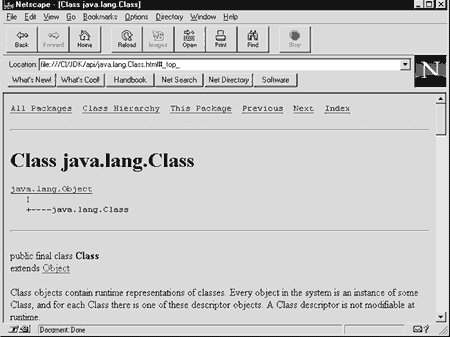 Netscape - [Class java.lang.Class]
File Edit View Go Bookmarks Options Directory Window Help
Back Forward Home Reload Images Open Print Find Stop
Location: file:///C|/JDK/api/java.lang.Class.html#_top_
N
What's New! What's Cool! Handbook Net Search Net Directory Software
All Packages Class Hierarchy This Package Previous Next Index
Class java.lang.Class
java.lang.Object
|
+----java.lang.Class
public final class Class
extends Object
Class objects contain runtime representations of classes. Every object in the system is an instance of some
Class, and for each Class there is one of these descriptor objects. A Class descriptor is not modifiable at
runtime.
Document: Done